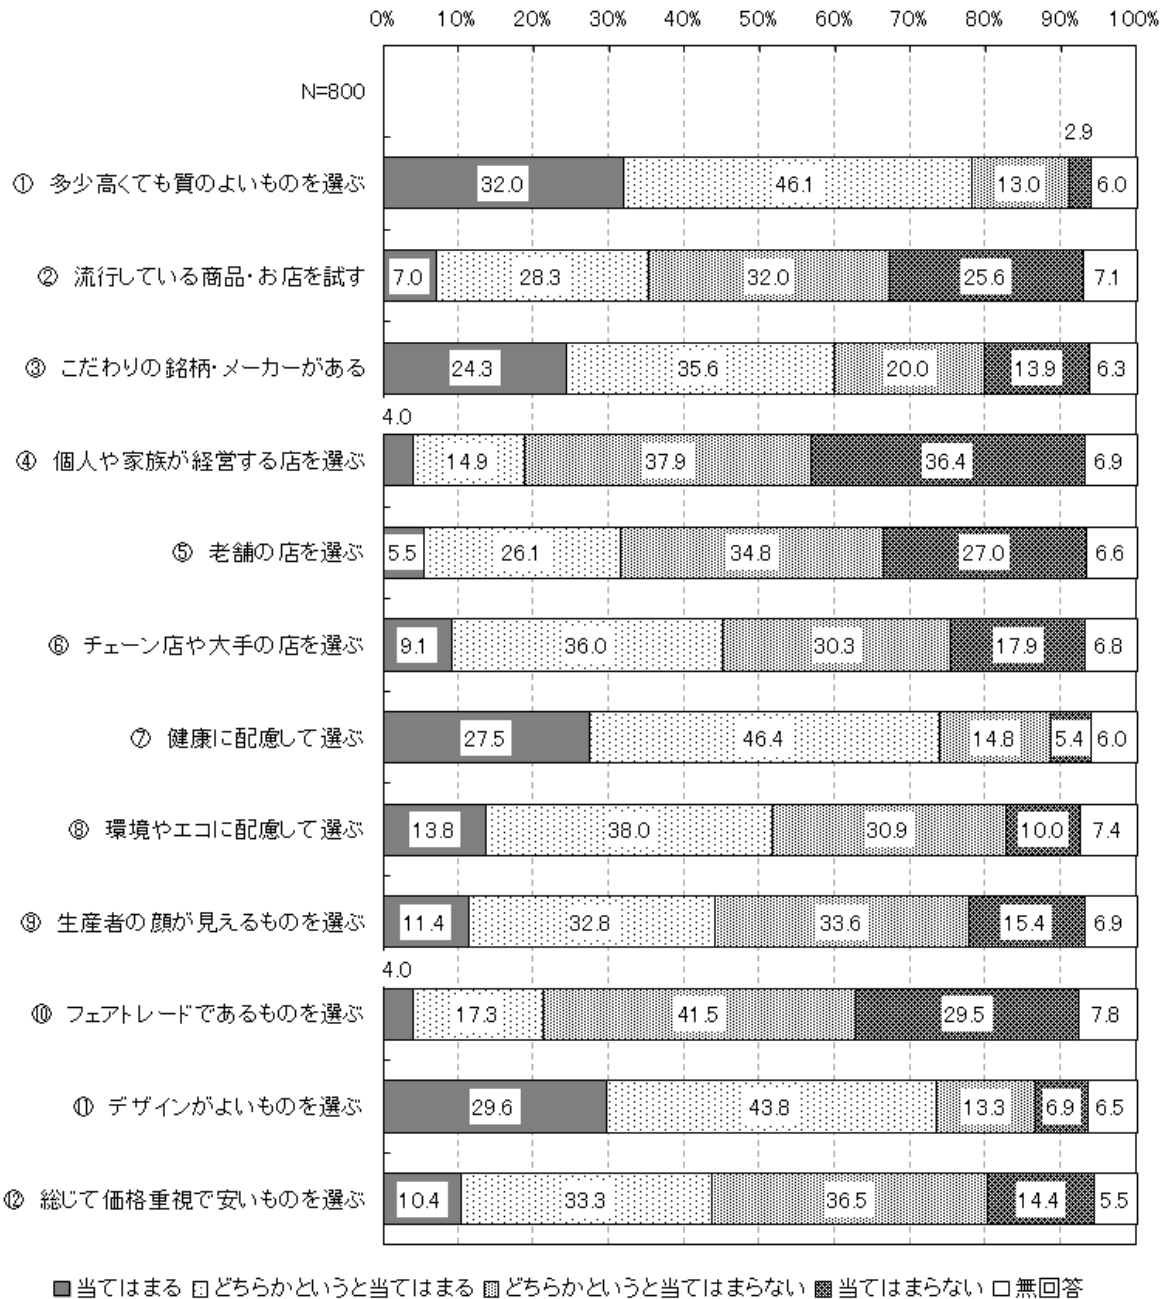 0% 10% 20% 30% 40% 50% 60% 70% 80% 90% 100%
N=800
2.9
① 多少高くても質のよいものを選ぶ 32.0 46.1 13.0 6.0
② 流行している商品・お店を試す 7.0 28.3 32.0 25.6 7.1
③ こだわりの銘柄・メーカーがある 24.3 35.6 20.0 13.9 6.3
4.0
④ 個人や家族が経営する店を選ぶ 14.9 37.9 36.4 6.9
⑤ 老舗の店を選ぶ 5.5 26.1 34.8 27.0 6.6
⑥ チェーン店や大手の店を選ぶ 9.1 36.0 30.3 17.9 6.8
⑦ 健康に配慮して選ぶ 27.5 46.4 14.8 5.4 6.0
⑧ 環境やエコに配慮して選ぶ 13.8 38.0 30.9 10.0 7.4
⑨ 生産者の顔が見えるものを選ぶ 11.4 32.8 33.6 15.4 6.9
4.0
⑩ フェアトレードであるものを選ぶ 17.3 41.5 29.5 7.8
⑪ デザインがよいものを選ぶ 29.6 43.8 13.3 6.9 6.5
⑫ 総じて価格重視で安いものを選ぶ 10.4 33.3 36.5 14.4 5.5
当てはまる どちらかというと当てはまる どちらかというと当てはまらない 当てはまらない 無回答